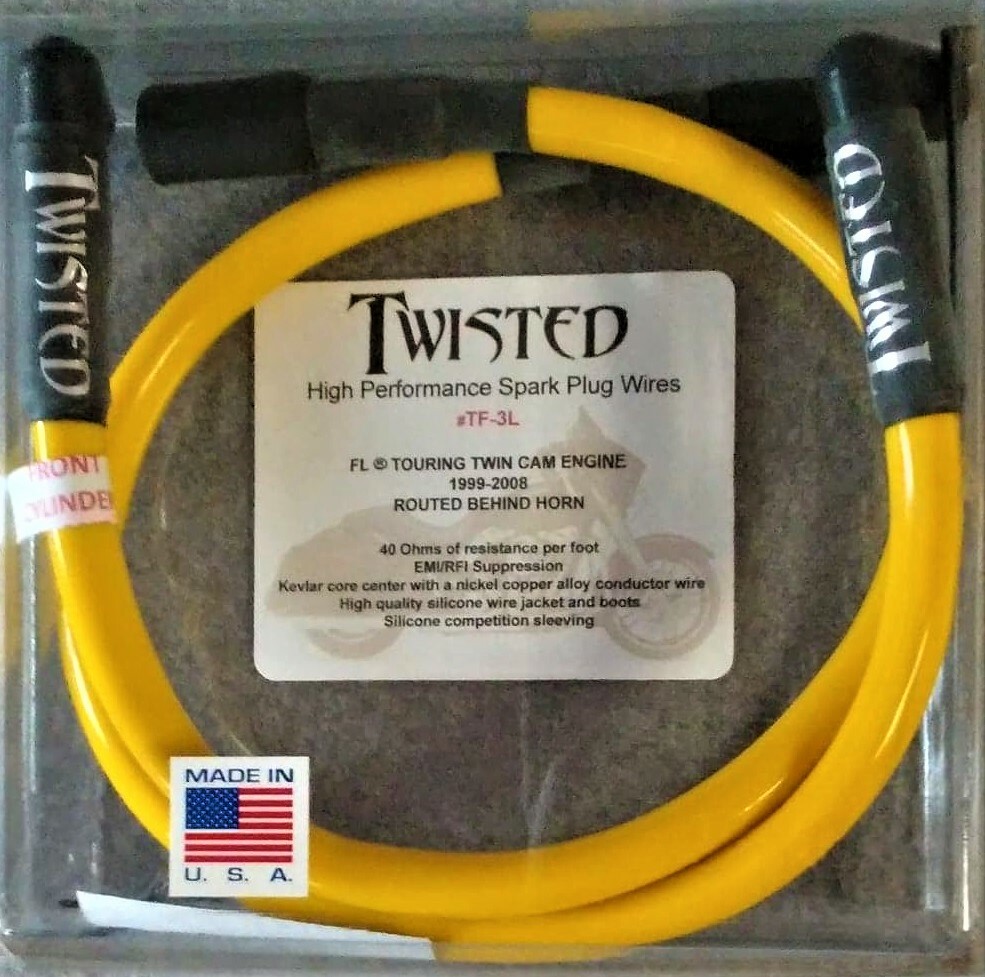 TWISTED
TWISTED
TWISTED
High Performance Spark Plug Wires
#TF-3L
FL ® TOURING TWIN CAM ENGINE
1999-2008
ROUTED BEHIND HORN
40 Ohms of resistance per foot
EMI/RFI Suppression
Kevlar core center with a nickel copper alloy conductor wire
High quality silicone wire jacket and boots
Silicone competition sleeving
FRONT
CYLINDER
MADE IN
U. S. A.